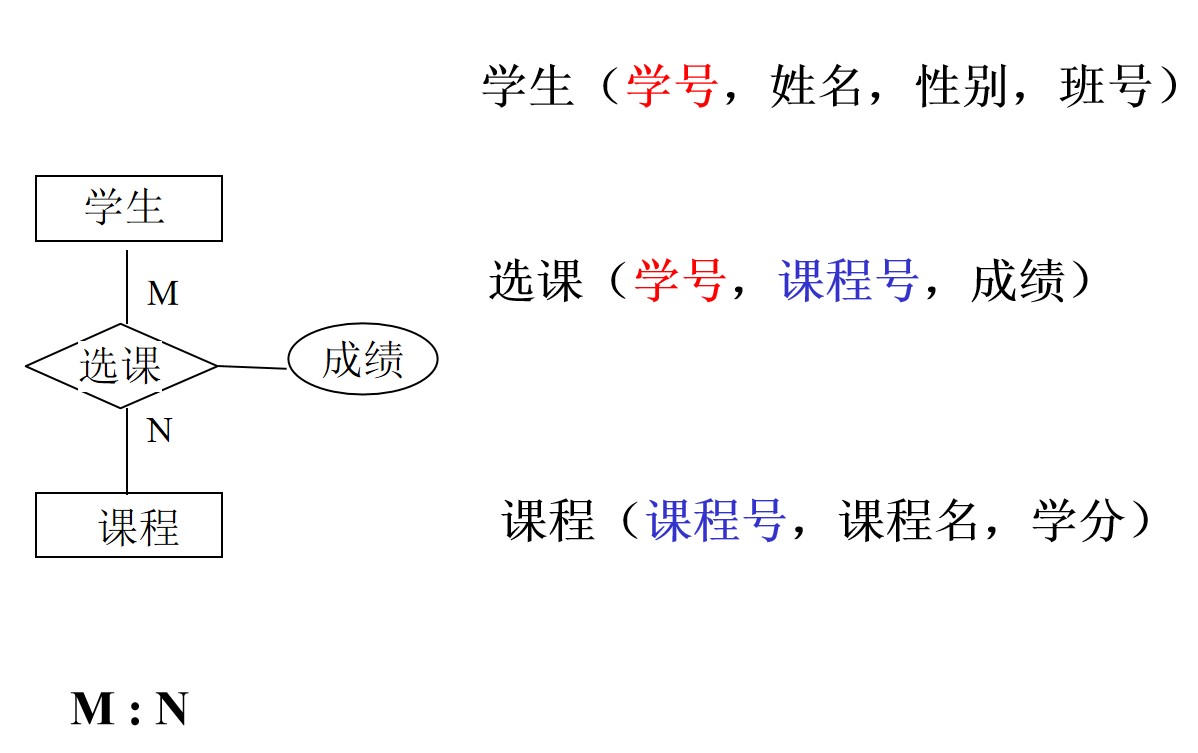 学生（学号，姓名，性别，班号）
学生
M
选课（学号，课程号，成绩）
选课
成绩
N
课程
课程（课程号，课程名，学分）
M : N